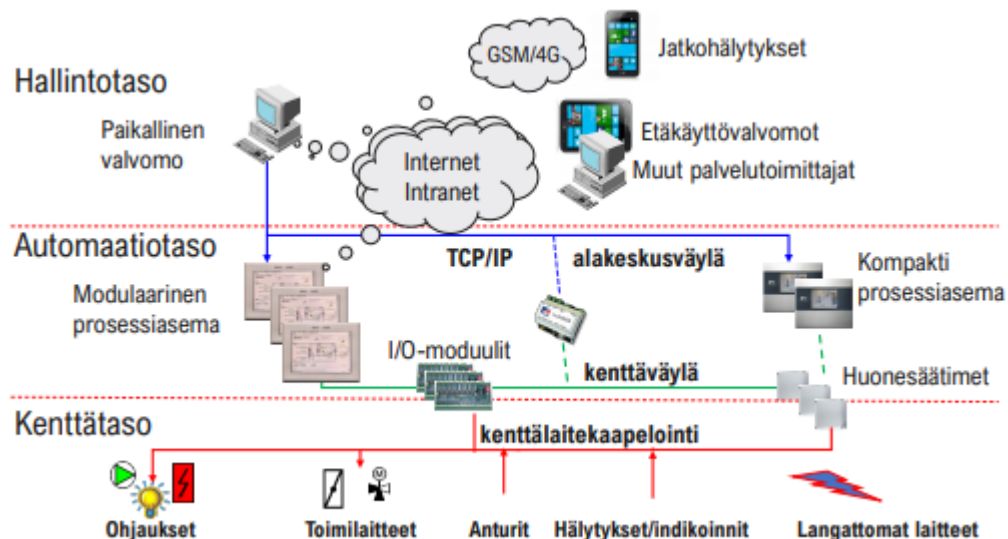 GSM/4G
Jatkohälytykset
Hallintotaso
Paikallinen
valvomo
Internet
Intranet
Etäkäyttövalvomot
Muut palvelutoimittajat
Automaatiotaso
TCP/IP
alakeskusväylä
Kompakti
prosessiasema
Modulaarinen
prosessiasema
I/O-moduulit
kenttäväylä
Huonesäätimet
Kenttätaso
kenttälaitekaapelointi
M
Ohjaukset
Toimilaitteet
Anturit
Hälytykset/indikoinnit
Langattomat laitteet